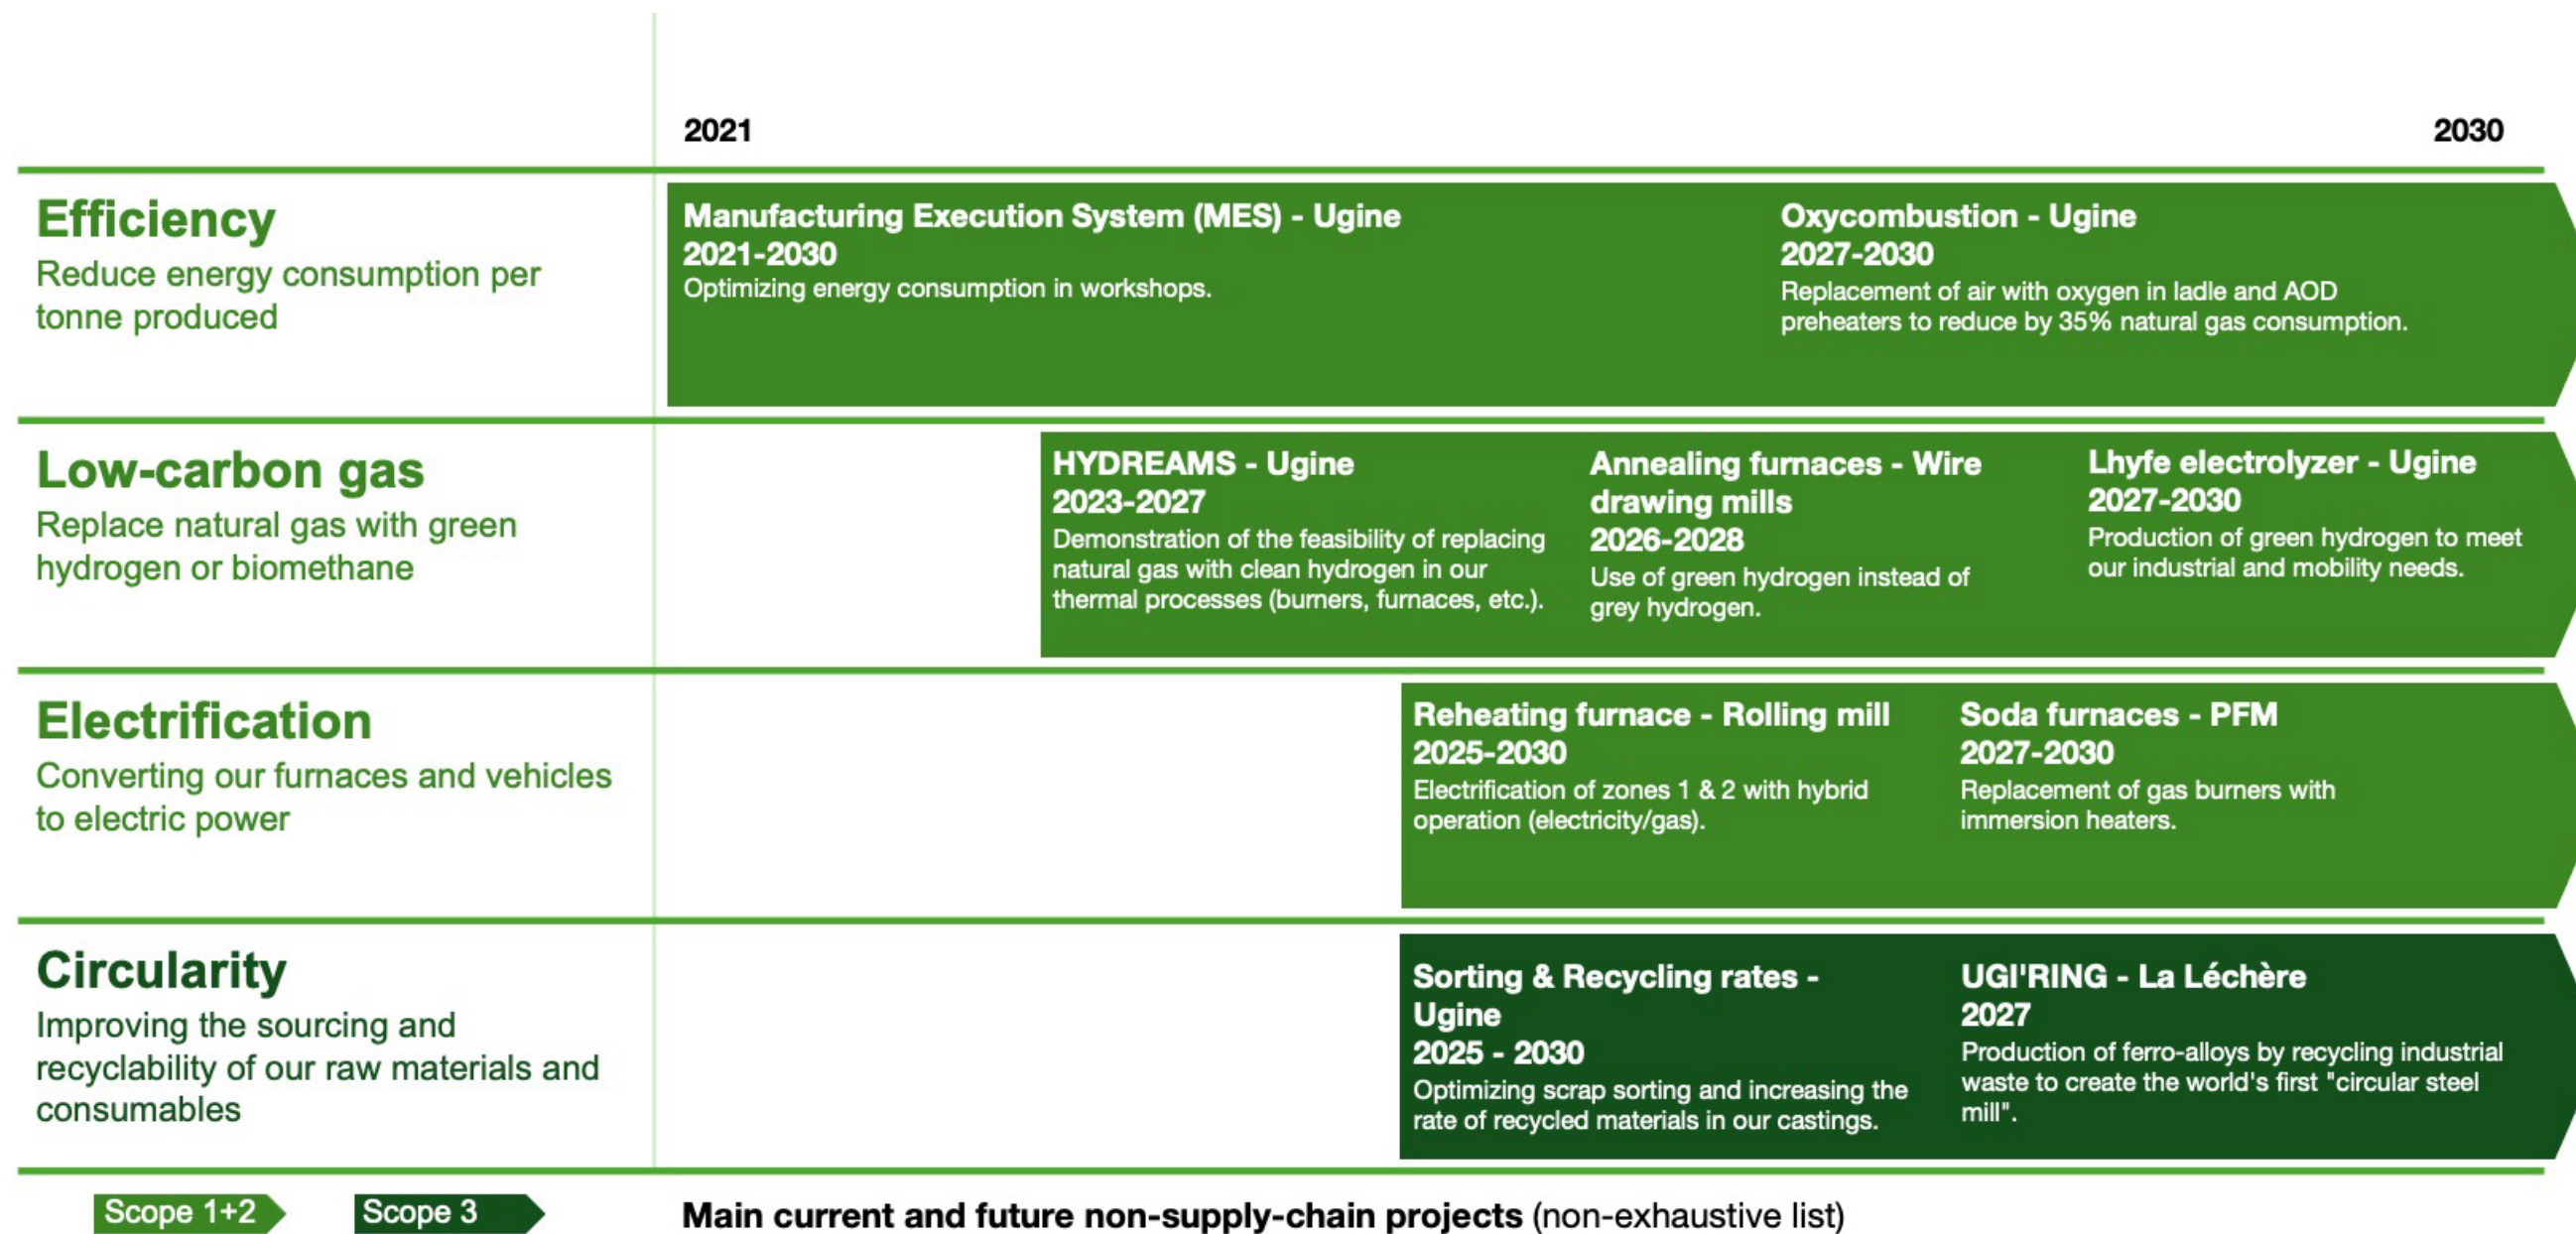 2021
2030
Efficiency
Reduce energy consumption per
tonne produced
Manufacturing Execution System (MES) - Ugine
2021-2030
Optimizing energy consumption in workshops.
Oxycombustion - Ugine
2027-2030
Replacement of air with oxygen in ladle and AOD
preheaters to reduce by 35% natural gas consumption.
Low-carbon gas
Replace natural gas with green
hydrogen or biomethane
HYDREAMS - Ugine
2023-2027
Demonstration of the feasibility of replacing
natural gas with clean hydrogen in our
thermal processes (burners, furnaces, etc.).
Annealing furnaces - Wire
drawing mills
2026-2028
Use of green hydrogen instead of
grey hydrogen.
Lhyfe electrolyzer - Ugine
2027-2030
Production of green hydrogen to meet
our industrial and mobility needs.
Electrification
Converting our furnaces and vehicles
to electric power
Reheating furnace - Rolling mill
2025-2030
Electrification of zones 1 & 2 with hybrid
operation (electricity/gas).
Soda furnaces - PFM
2027-2030
Replacement of gas burners with
immersion heaters.
Circularity
Improving the sourcing and
recyclability of our raw materials and
consumables
Sorting & Recycling rates -
Ugine
2025 - 2030
Optimizing scrap sorting and increasing the
rate of recycled materials in our castings.
UGI'RING - La Léchère
2027
Production of ferro-alloys by recycling industrial
waste to create the world's first "circular steel
mill".
Scope 1+2
Scope 3
Main current and future non-supply-chain projects (non-exhaustive list)